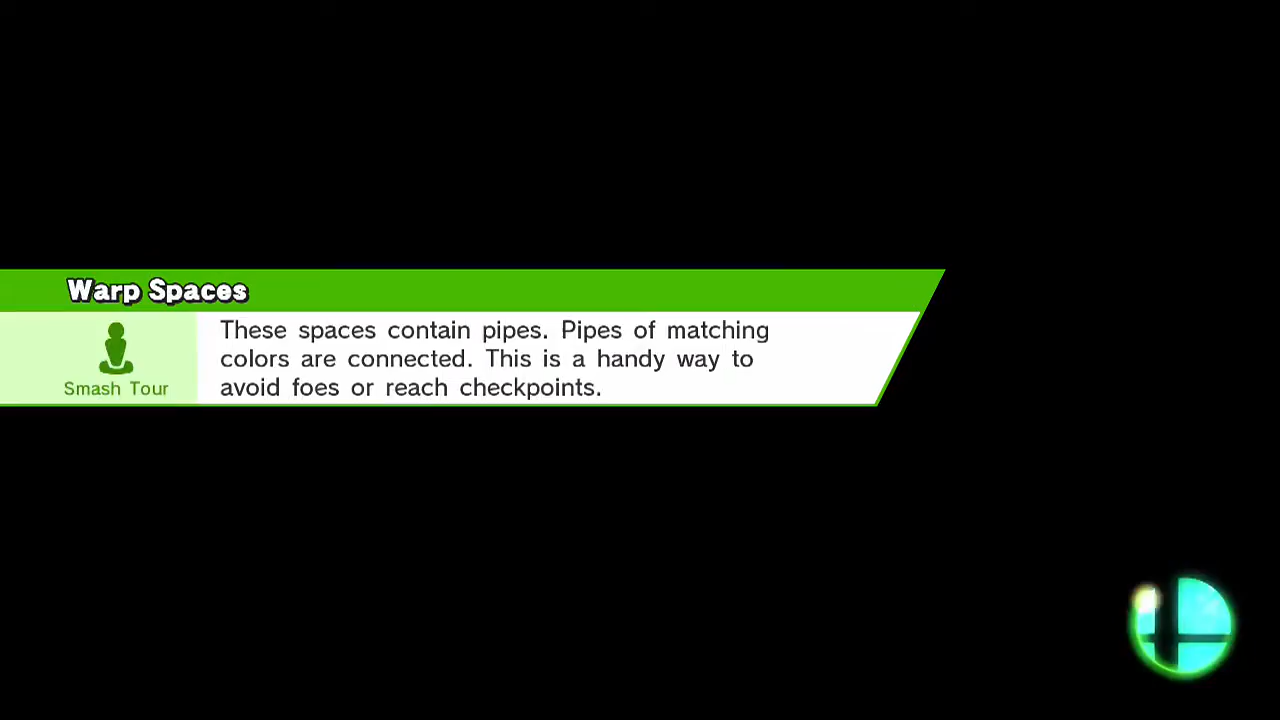 Warp Spaces
These spaces contain pipes. Pipes of matching
colors are connected. This is a handy way to
avoid foes or reach checkpoints.
Smash Tour